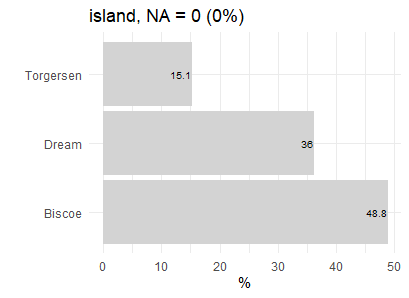 island, NA = 0 (0%)
Torgersen 15.1
Dream 36
Biscoe 48.8
0 10 20 30 40 50
%